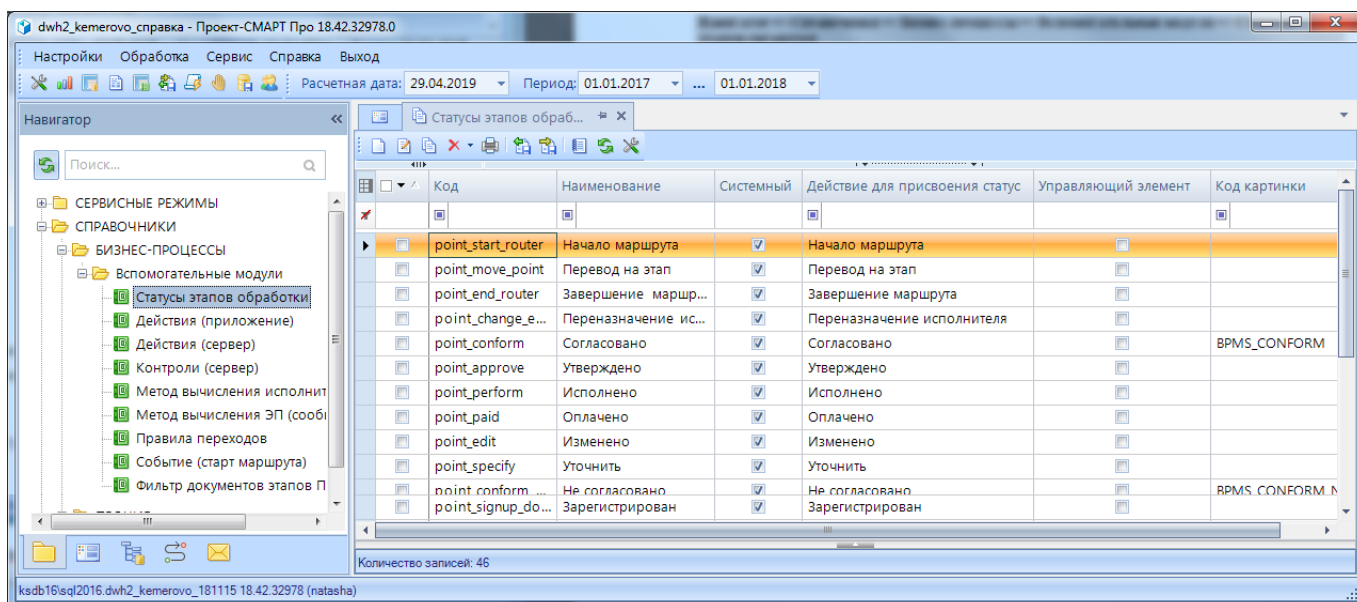 dwh2_kemerovo_справка - Проект-СМАРТ Про 18.42.32978.0
Настройки Обработка Сервис Справка Выход
Расчетная дата: 29.04.2019 Период: 01.01.2017 ... 01.01.2018
Навигатор
Статусы этапов обраб...
Поиск...
СЕРВИСНЫЕ РЕЖИМЫ
СПРАВОЧНИКИ
БИЗНЕС-ПРОЦЕССЫ
Вспомогательные модули
Статусы этапов обработки
Действия (приложение)
Действия (сервер)
Контроли (сервер)
Метод вычисления исполнит
Метод вычисления ЭП (сооб
Правила переходов
Событие (старт маршрута)
Фильтр документов этапов П
Код Наименование Системный Действие для присвоения статус Управляющий элемент Код картинки
point_start_router Начало маршрута Начало маршрута
point_move_point Перевод на этап Перевод на этап
point_end_router Завершение маршр... Завершение маршрута
point_change_e... Переназначение ис... Переназначение исполнителя
point_conform Согласовано Согласовано BPMS_CONFORM
point_approve Утверждено Утверждено
point_perform Исполнено Исполнено
point_paid Оплачено Оплачено
point_edit Изменено Изменено
point_specify Уточнить Уточнить
point_conform_... Не согласовано Не согласовано BPMS_CONFORM_N
point_signup_do... Зарегистрирован Зарегистрирован
Количество записей: 46
ksdb16\sql2016.dwh2_kemerovo_181115 18.42.32978 (natasha)